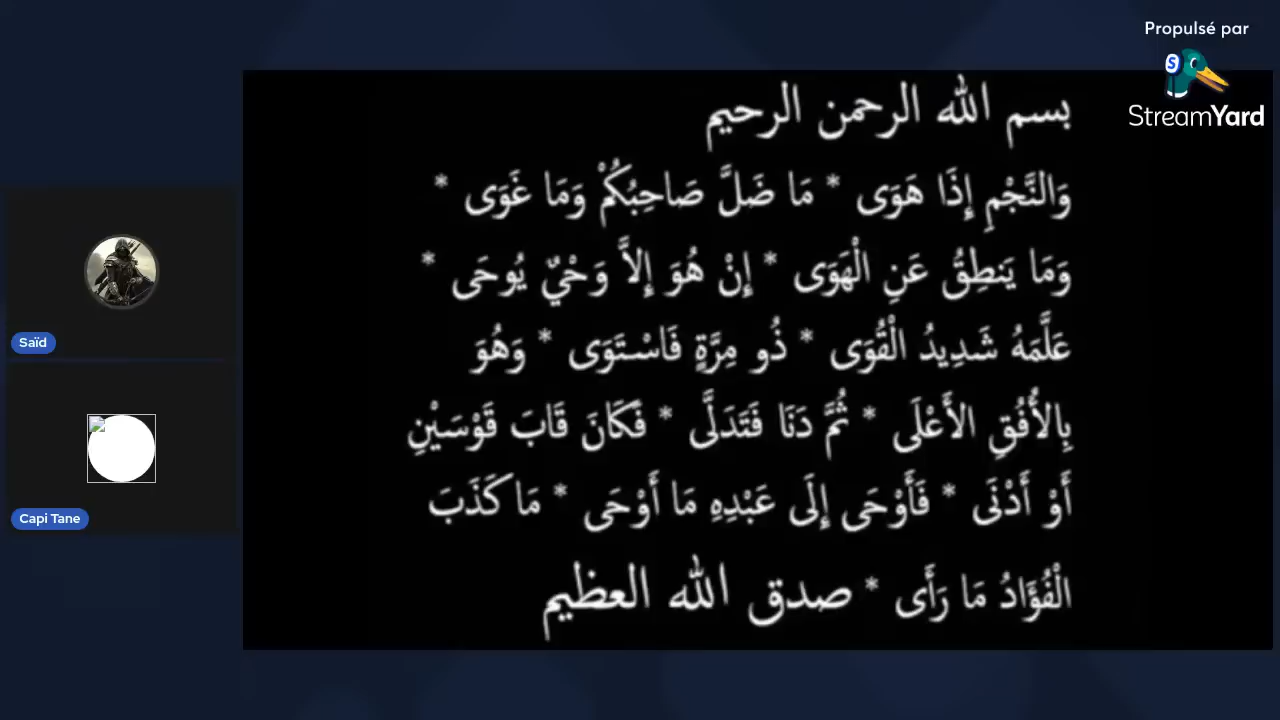 Propulsé par
StreamYard
بسم الله الرحمن الرحيم
وَالنَّجْمِ إِذَا هَوَى * مَا ضَلَّ صَاحِبُكُمْ وَمَا غَوَى *
وَمَا يَنطِقُ عَنِ الْهَوَى * إِنْ هُوَ إِلاَّ وَحْيٌ يُوحَى *
عَلَّمَهُ شَدِيدُ الْقُوَى * ذُو مِرَّةٍ فَاسْتَوَى * وَهُوَ
بِالأُفُقِ الأَعْلَى * ثُمَّ دَنَا فَتَدَلَّى * فَكَانَ قَابَ قَوْسَيْنِ
أَوْ أَدْنَى * فَأَوْحَى إِلَى عَبْدِهِ مَا أَوْحَى * مَا كَذَبَ
الْفُؤَادُ مَا رَأَى * صدق الله العظيم
Saïd
Capi Tane